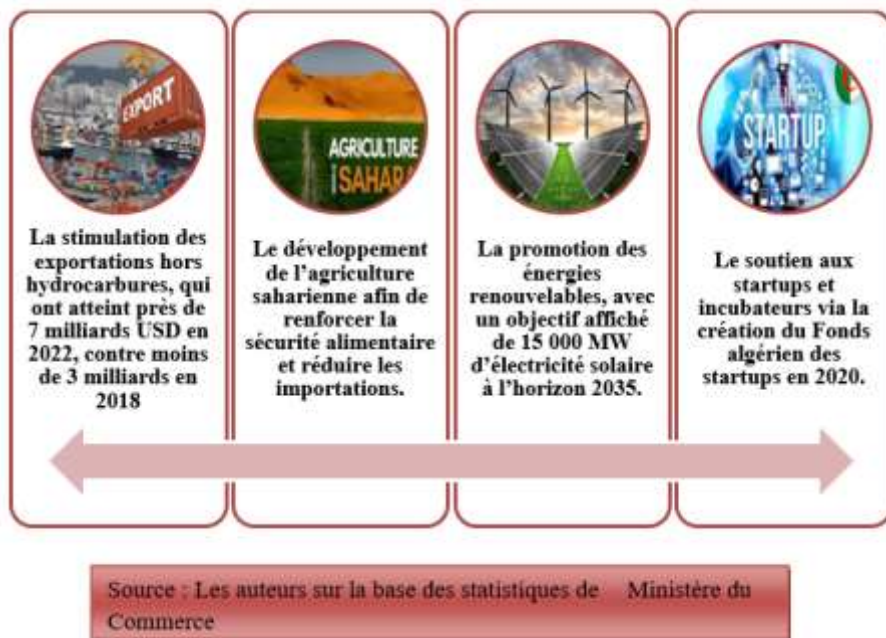 EXPORT
La stimulation des
exportations hors
hydrocarbures, qui
ont atteint près de
7 milliards USD en
2022, contre moins
de 3 milliards en
2018
AGRICULTURE
SAHARA
Le développement
de l’agriculture
saharienne afin de
renforcer la
sécurité alimentaire
et réduire les
importations.
La promotion des
énergies
renouvelables, avec
un objectif affiché
de 15 000 MW
d’électricité solaire
à l’horizon 2035.
STARTUP
Le soutien aux
startups et
incubateurs via la
création du Fonds
algérien des
startups en 2020.
Source : Les auteurs sur la base des statistiques de Ministère du
Commerce